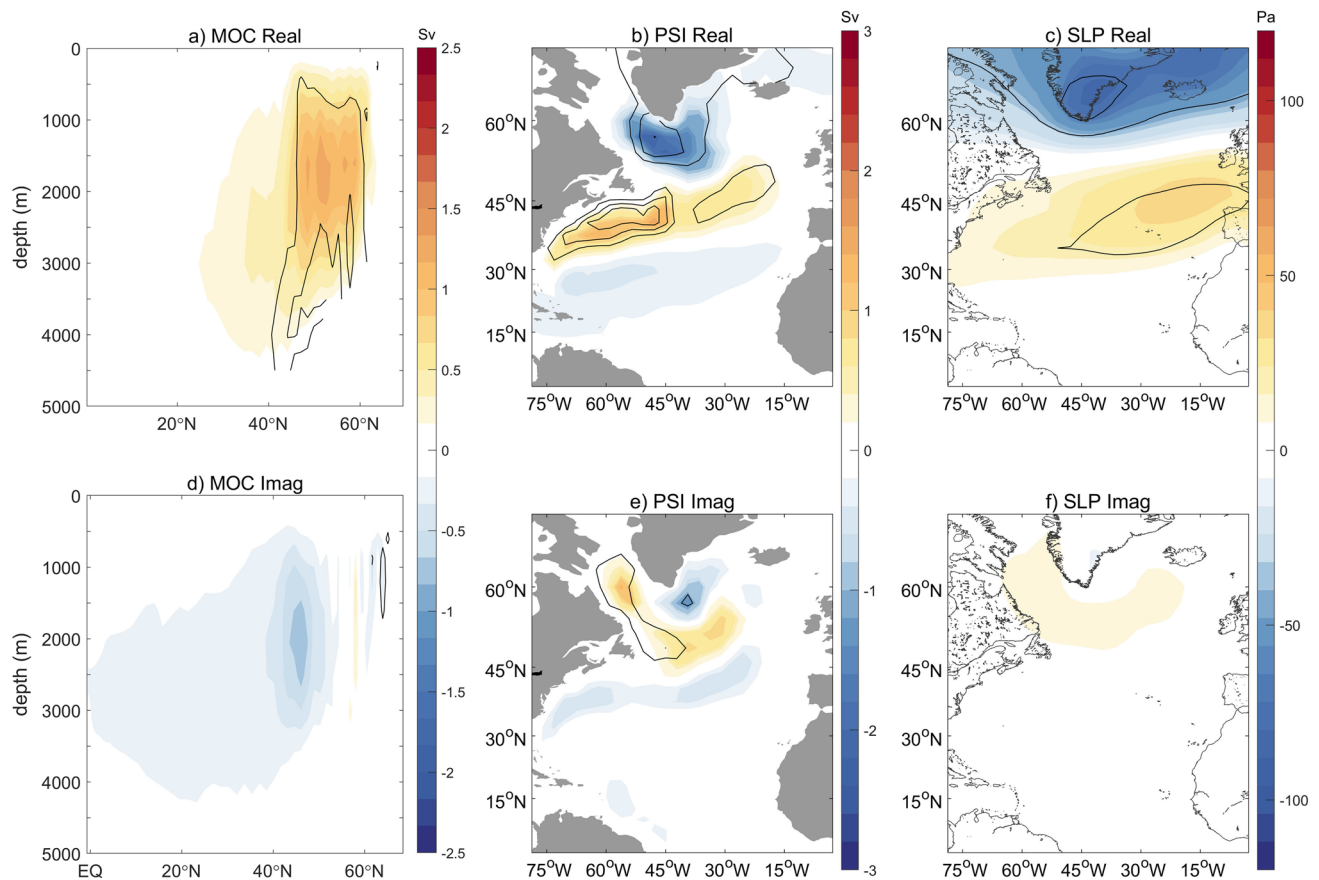 a) MOC Real
Sv
b) PSI Real
Sv
c) SLP Real
Pa
0
1000
2000
3000
4000
5000
depth (m)
20°N
40°N
60°N
2.5
2
1.5
1
0.5
0
-0.5
-1
-1.5
-2
-2.5
60°N
45°N
30°N
15°N
75°W
60°W
45°W
30°W
15°W
3
2
1
0
-1
-2
-3
60°N
45°N
30°N
15°N
75°W
60°W
45°W
30°W
15°W
100
50
0
-50
-100
d) MOC Imag
e) PSI Imag
f) SLP Imag
0
1000
2000
3000
4000
5000
depth (m)
EQ
20°N
40°N
60°N
60°N
45°N
30°N
15°N
75°W
60°W
45°W
30°W
15°W
60°N
45°N
30°N
15°N
75°W
60°W
45°W
30°W
15°W